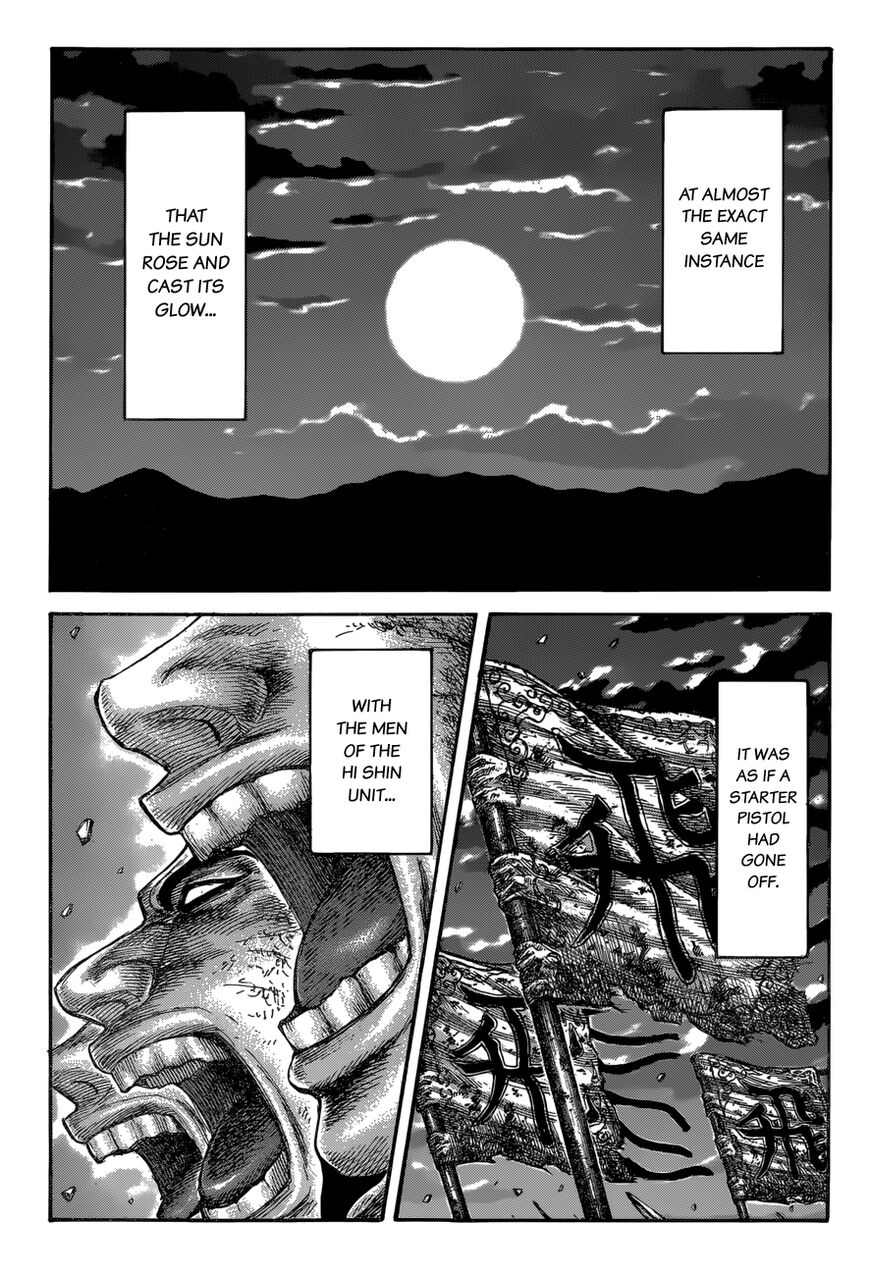 AT ALMOST
THE EXACT
SAME
INSTANCE
THAT
THE SUN
ROSE AND
CAST ITS
GLOW...
IT WAS
AS IF A
STARTER
PISTOL
HAD
GONE
OFF.
飛
飛
飛
WITH
THE MEN
OF THE
HI SHIN
UNIT...